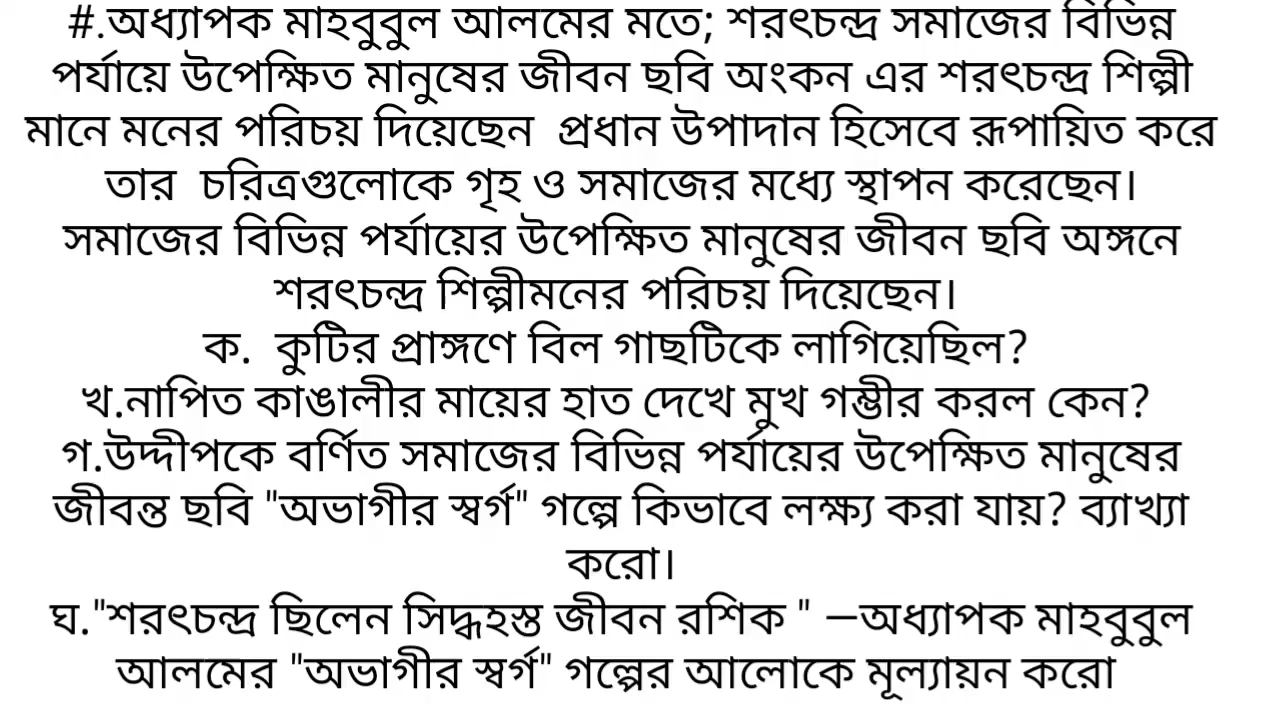 #.অধ্যাপক মাহবুবুল আলমের মতে; শরৎচন্দ্র সমাজের বিভিন্ন
পর্যায়ে উপেক্ষিত মানুষের জীবন ছবি অংকন এর শরৎচন্দ্র শিল্পী
মানে মনের পরিচয় দিয়েছেন প্রধান উপাদান হিসেবে রূপায়িত করে
তার চরিত্রগুলোকে গৃহ ও সমাজের মধ্যে স্থাপন করেছেন।
সমাজের বিভিন্ন পর্যায়ের উপেক্ষিত মানুষের জীবন ছবি অঙ্গনে
শরৎচন্দ্র শিল্পীমনের পরিচয় দিয়েছেন।
ক. কুটির প্রাঙ্গণে বিল গাছটিকে লাগিয়েছিল?
খ.নাপিত কাঙালীর মায়ের হাত দেখে মুখ গম্ভীর করল কেন?
গ.উদ্দীপকে বর্ণিত সমাজের বিভিন্ন পর্যায়ের উপেক্ষিত মানুষের
জীবন্ত ছবি "অভাগীর স্বর্গ" গল্পে কিভাবে লক্ষ্য করা যায়? ব্যাখ্যা
করো।
ঘ."শরৎচন্দ্র ছিলেন সিদ্ধহস্ত জীবন রশিক " —অধ্যাপক মাহবুবুল
আলমের "অভাগীর স্বর্গ" গল্পের আলোকে মূল্যায়ন করো